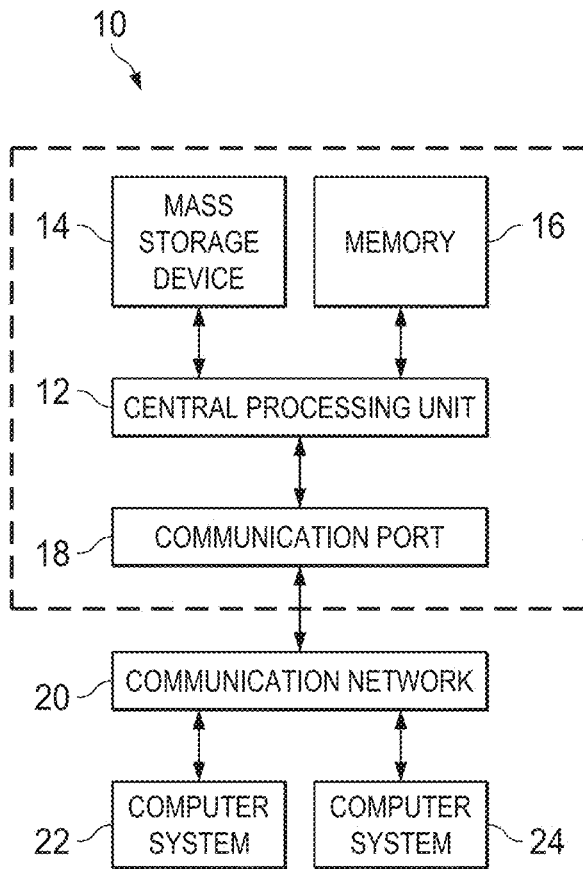 10
14
MASS
STORAGE
DEVICE
MEMORY
16
12
CENTRAL PROCESSING UNIT
18
COMMUNICATION PORT
20
COMMUNICATION NETWORK
22
COMPUTER
SYSTEM
COMPUTER
SYSTEM
24